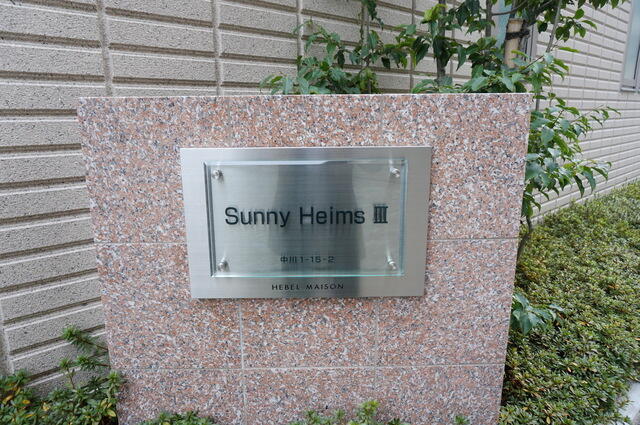 Sunny Heims Ⅲ
中川1-15-2
HEBEL MAISON